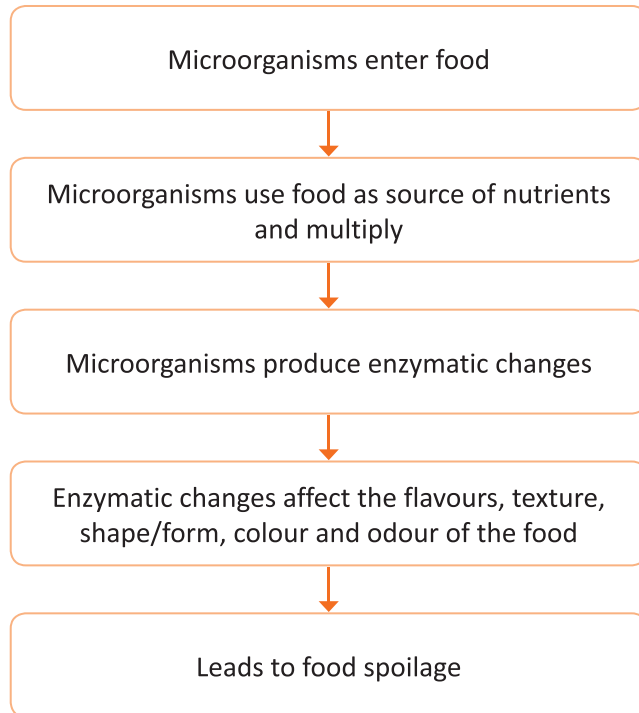 Microorganisms enter food
Microorganisms use food as source of nutrients
and multiply
Microorganisms produce enzymatic changes
Enzymatic changes affect the flavours, texture,
shape/form, colour and odour of the food
Leads to food spoilage